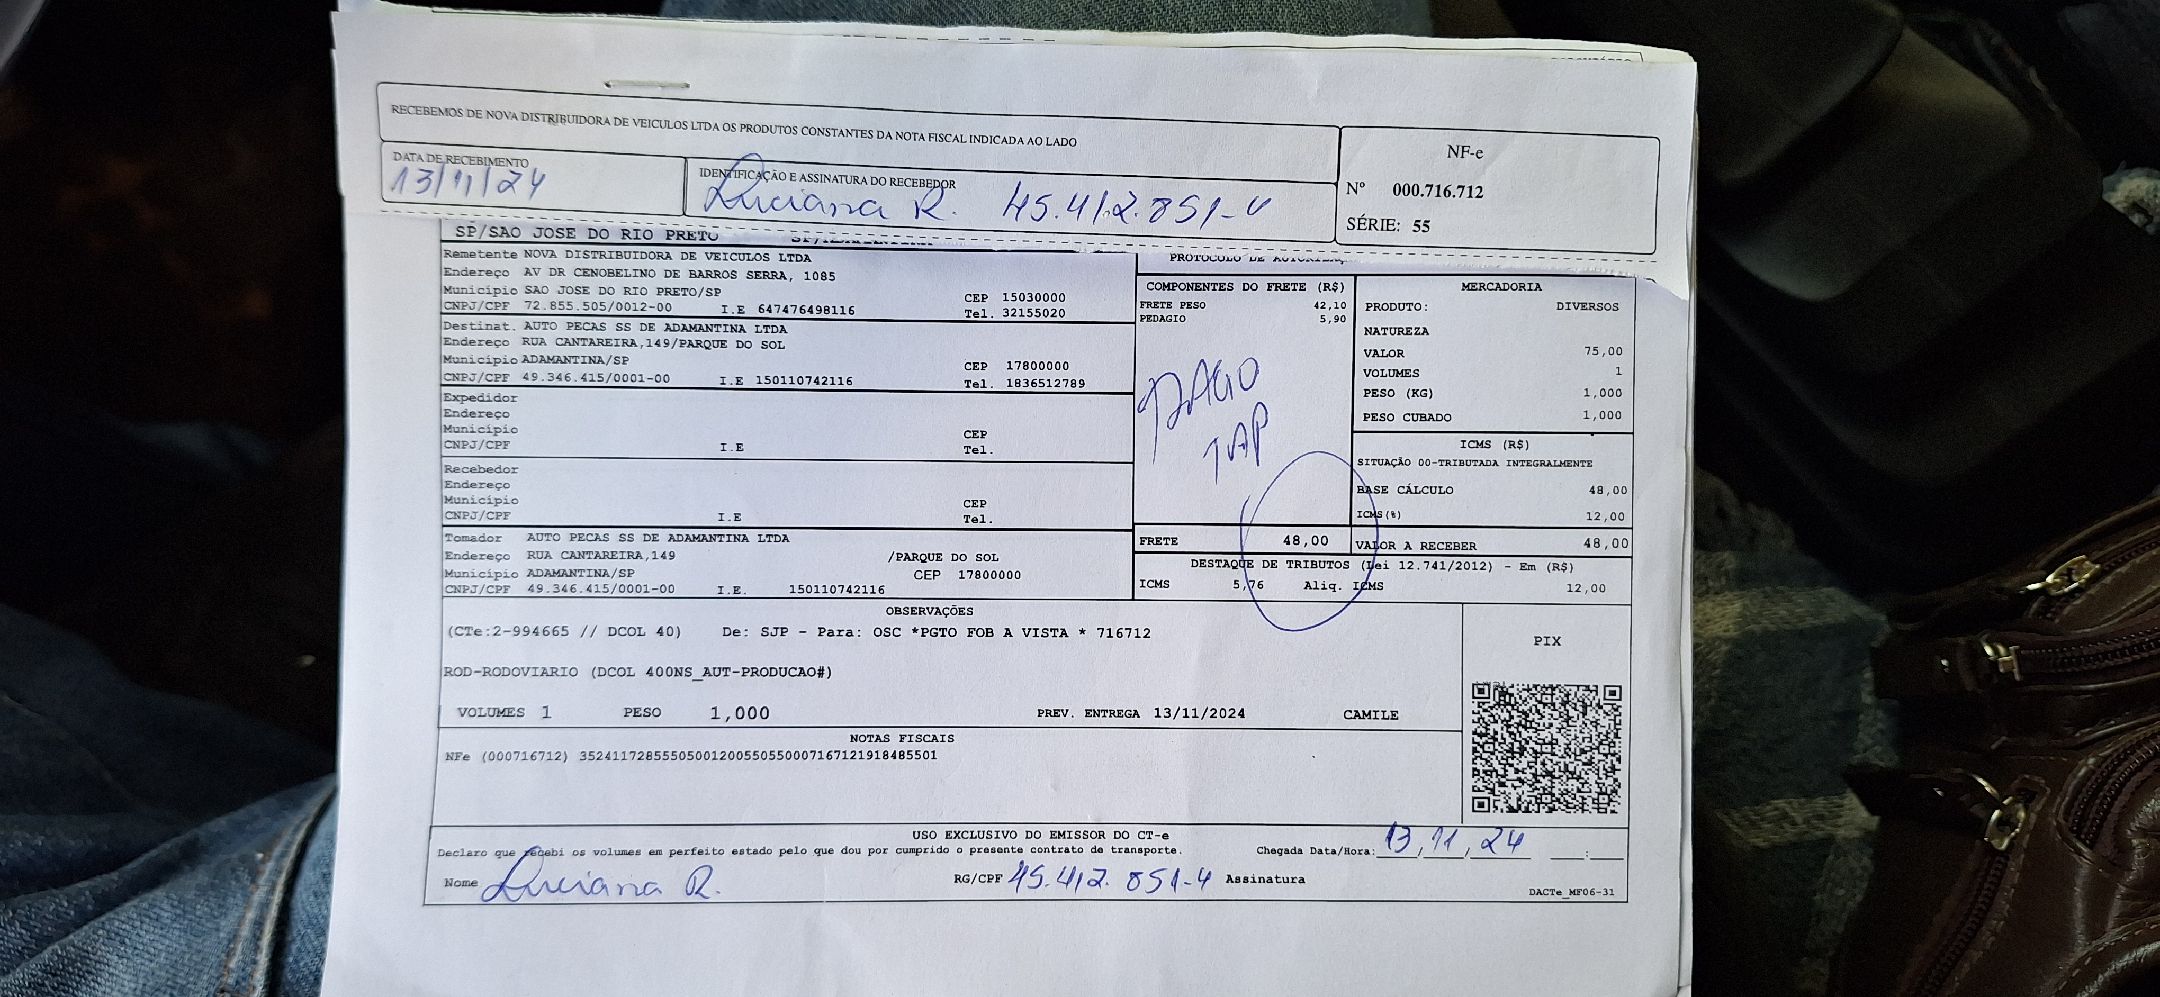 RECEBEMOS DE NOVA DISTRIBUIDORA DE VEICULOS LTDA OS PRODUTOS CONSTANTES DA NOTA FISCAL INDICADA AO LADO
DATA DE RECEBIMENTO
13/11/24
IDENTIFICAÇÃO E ASSINATURA DO RECEBEDOR
Luciana R. 45.412.851-4
NF-e
Nº 000.716.712
SÉRIE: 55
SP/SAO JOSE DO RIO PRETO
Remetente NOVA DISTRIBUIDORA DE VEICULOS LTDA
Endereço AV DR CENOBELINO DE BARROS SERRA, 1085
Município SAO JOSE DO RIO PRETO/SP CEP 15030000
CNPJ/CPF 72.855.505/0012-00 I.E 647476498116 Tel. 32155020
Destinat. AUTO PECAS SS DE ADAMANTINA LTDA
Endereço RUA CANTAREIRA,149/PARQUE DO SOL
Município ADAMANTINA/SP CEP 17800000
CNPJ/CPF 49.346.415/0001-00 I.E 150110742116 Tel. 1836512789
Expedidor
Endereço
Município CEP
CNPJ/CPF I.E Tel.
Recebedor
Endereço
Município CEP
CNPJ/CPF I.E Tel.
Tomador AUTO PECAS SS DE ADAMANTINA LTDA
Endereço RUA CANTAREIRA,149 /PARQUE DO SOL
Município ADAMANTINA/SP CEP 17800000
CNPJ/CPF 49.346.415/0001-00 I.E. 150110742116
PROTOCOLO DE
COMPONENTES DO FRETE (R$)
FRETE PESO 42,10
PEDAGIO 5,90
PAGO
TAP
FRETE 48,00
MERCADORIA
PRODUTO: DIVERSOS
NATUREZA
VALOR 75,00
VOLUMES 1
PESO (KG) 1,000
PESO CUBADO 1,000
ICMS (R$)
SITUAÇÃO 00-TRIBUTADA INTEGRALMENTE
BASE CÁLCULO 48,00
ICMS(%) 12,00
VALOR A RECEBER 48,00
DESTAQUE DE TRIBUTOS (Lei 12.741/2012) - Em (R$)
ICMS 5,76 Aliq. ICMS 12,00
OBSERVAÇÕES
(CTe:2-994665 // DCOL 40) De: SJP - Para: OSC *PGTO FOB A VISTA * 716712
ROD-RODOVIARIO (DCOL 400NS_AUT-PRODUCAO#)
VOLUMES 1 PESO 1,000 PREV. ENTREGA 13/11/2024 CAMILE
PIX
NOTAS FISCAIS
NFe (000716712) 35241172855505001200550550007167121918485501
USO EXCLUSIVO DO EMISSOR DO CT-e
Declaro que recebi os volumes em perfeito estado pelo que dou por cumprido o presente contrato de transporte. Chegada Data/Hora: 13,11,24 __:__
Nome Luciana R. RG/CPF 45.412.851-4 Assinatura
DACTe_MF06-31